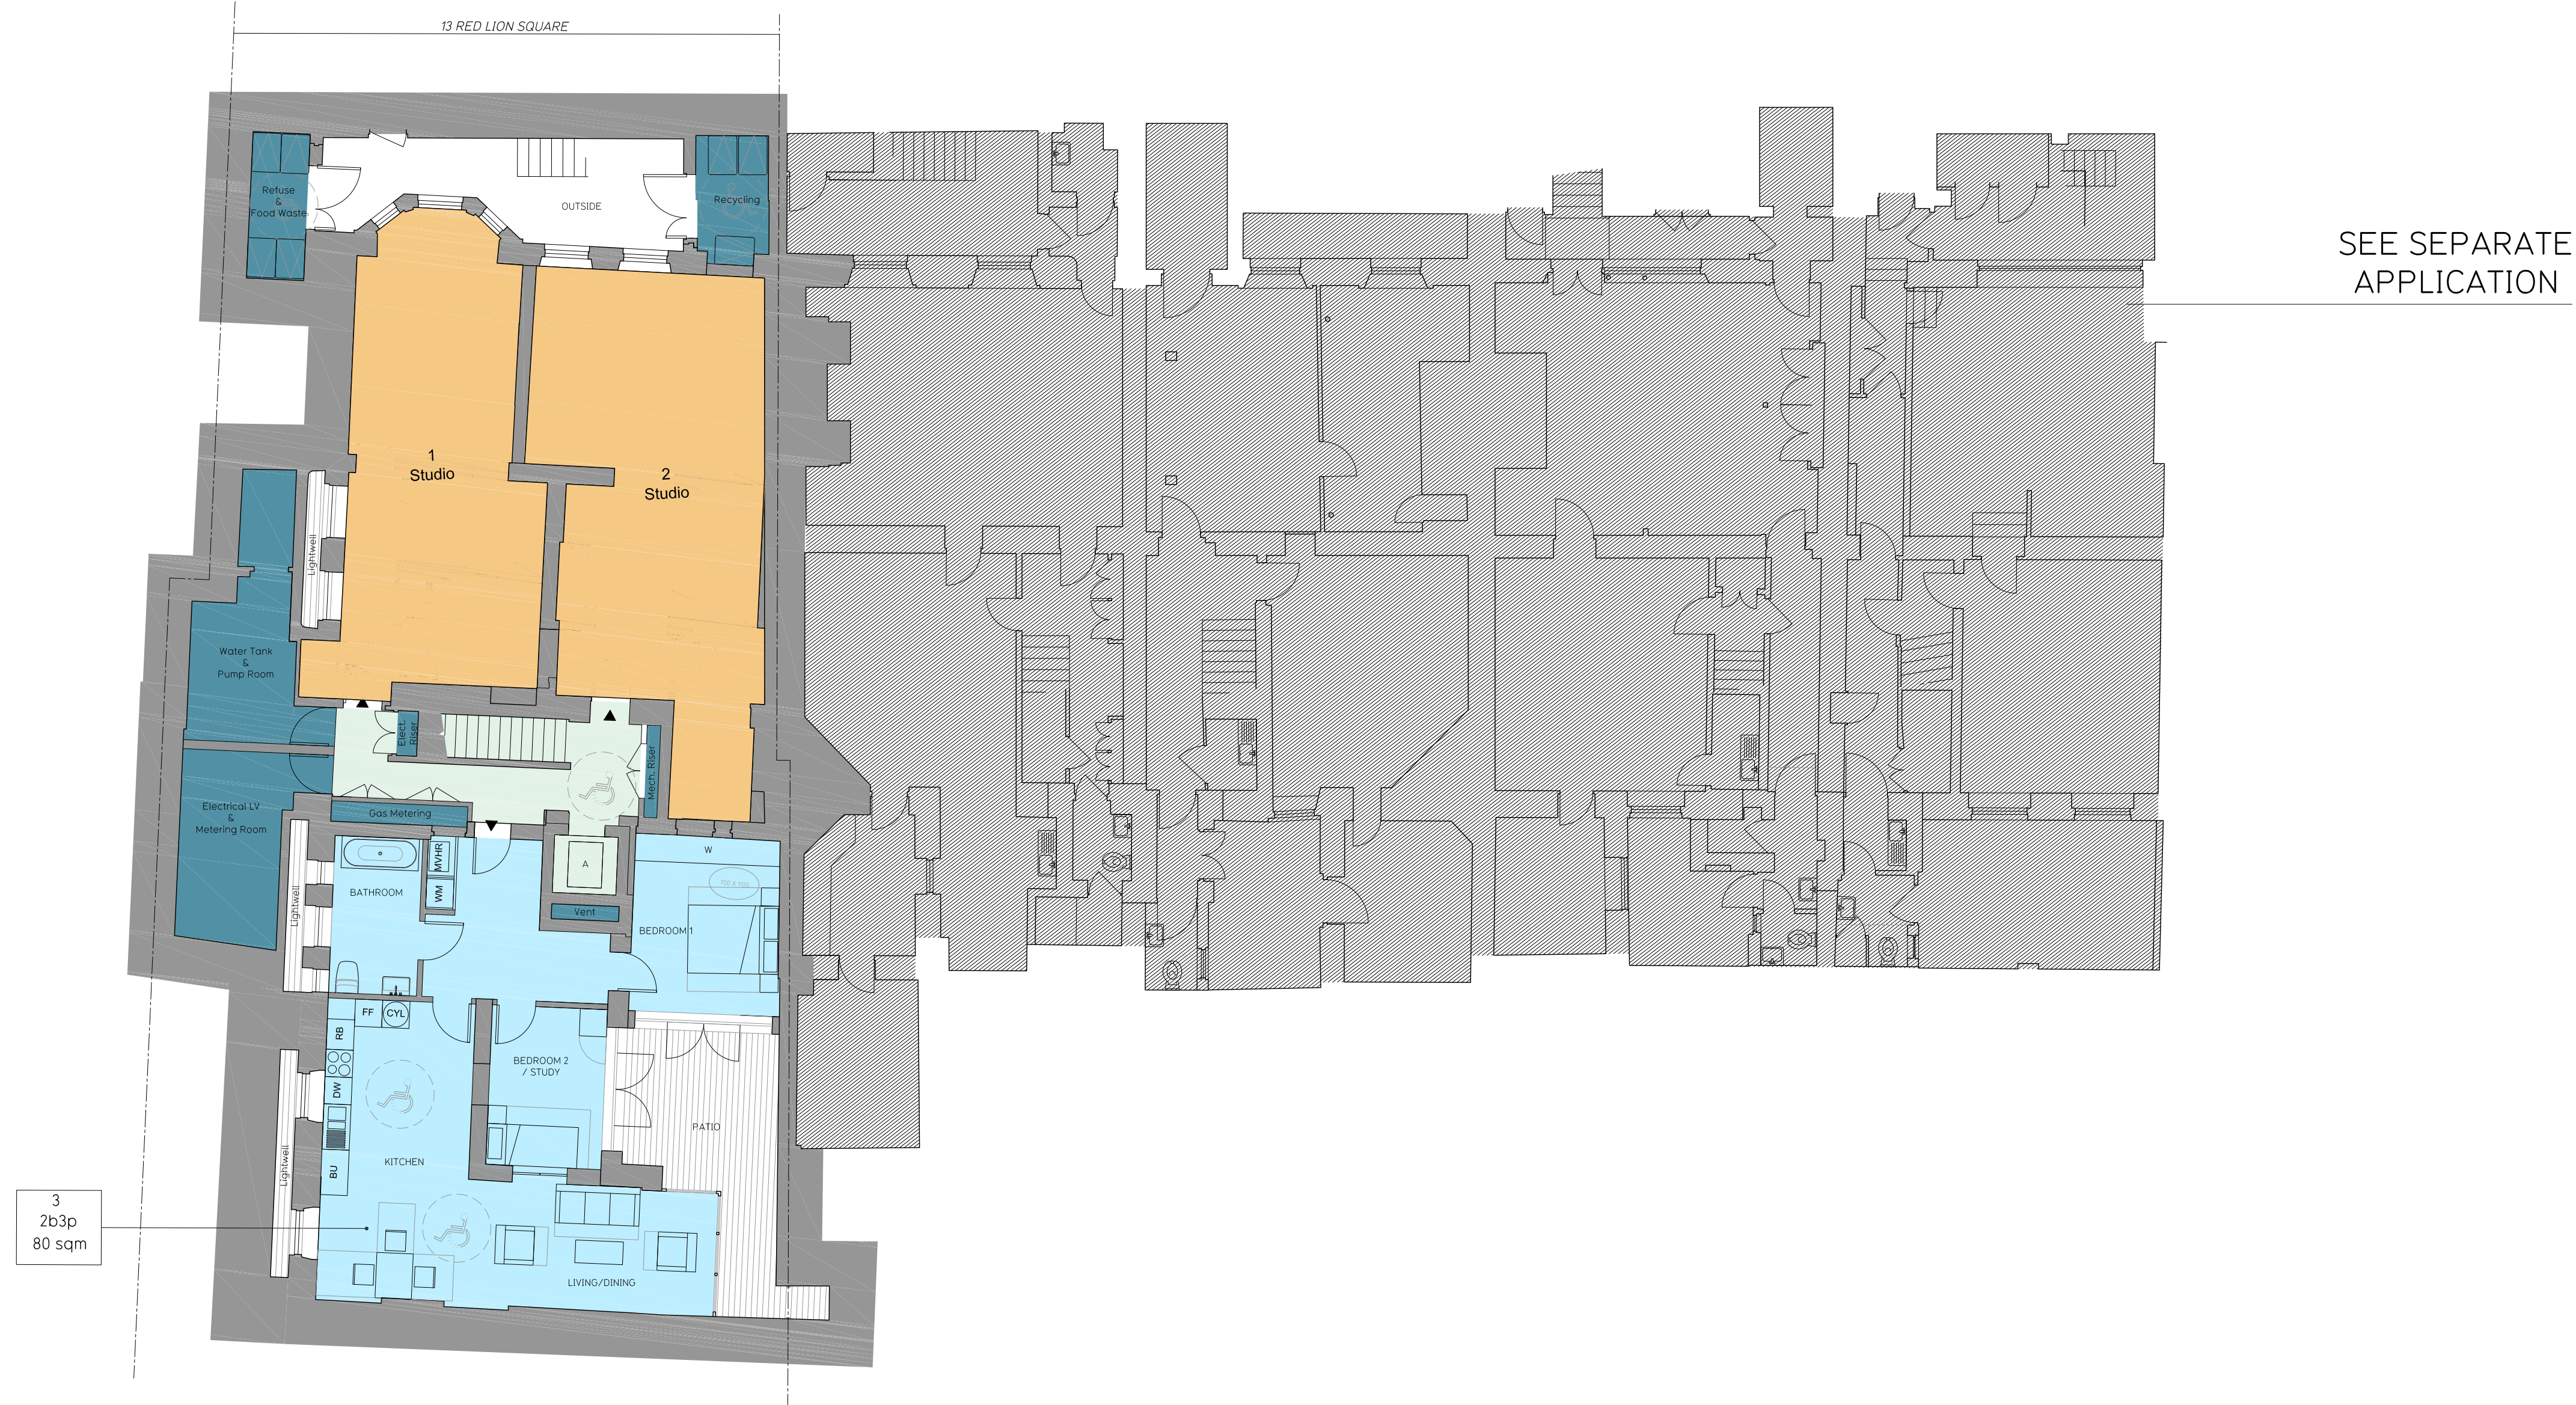 13 RED LION SQUARE
Refuse
&
Food Waste
OUTSIDE
Recycling
SEE SEPARATE
APPLICATION
1
Studio
2
Studio
Lightwell
Water Tank
&
Pump Room
Elect.
Riser
Mech. Riser
Electrical LV
&
Metering Room
Gas Metering
MVHR
WM
W
A
700 x 1100
BATHROOM
Lightwell
Vent
BEDROOM 1
FF
CYL
RB
BEDROOM 2
/ STUDY
DW
PATIO
KITCHEN
BU
Lightwell
3
2b3p
80 sqm
LIVING/DINING